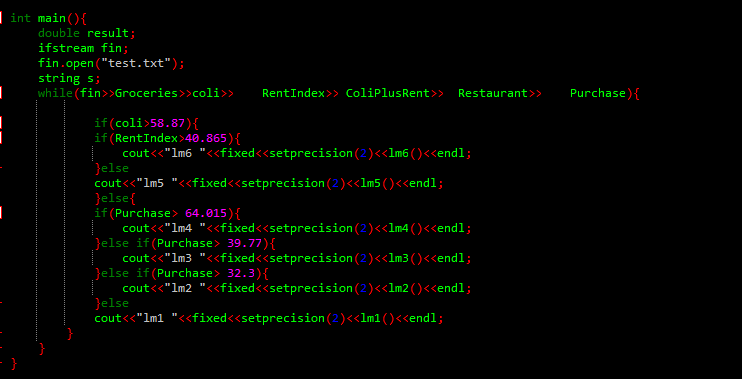 int main(){
    double result;
    ifstream fin;
    fin.open("test.txt");
    string s;
    while(fin>>Groceries>>coli>>    RentIndex>> ColiPlusRent>>  Restaurant>>    Purchase){
            if(coli>58.87){
            if(RentIndex>40.865){
                cout<<"lm6 "<<fixed<<setprecision(2)<<lm6()<<endl;
            }else
            cout<<"lm5 "<<fixed<<setprecision(2)<<lm5()<<endl;
            }else{
            if(Purchase> 64.015){
                cout<<"lm4 "<<fixed<<setprecision(2)<<lm4()<<endl;
            }else if(Purchase> 39.77){
                cout<<"lm3 "<<fixed<<setprecision(2)<<lm3()<<endl;
            }else if(Purchase> 32.3){
                cout<<"lm2 "<<fixed<<setprecision(2)<<lm2()<<endl;
            }else
            cout<<"lm1 "<<fixed<<setprecision(2)<<lm1()<<endl;
        }
    }
}